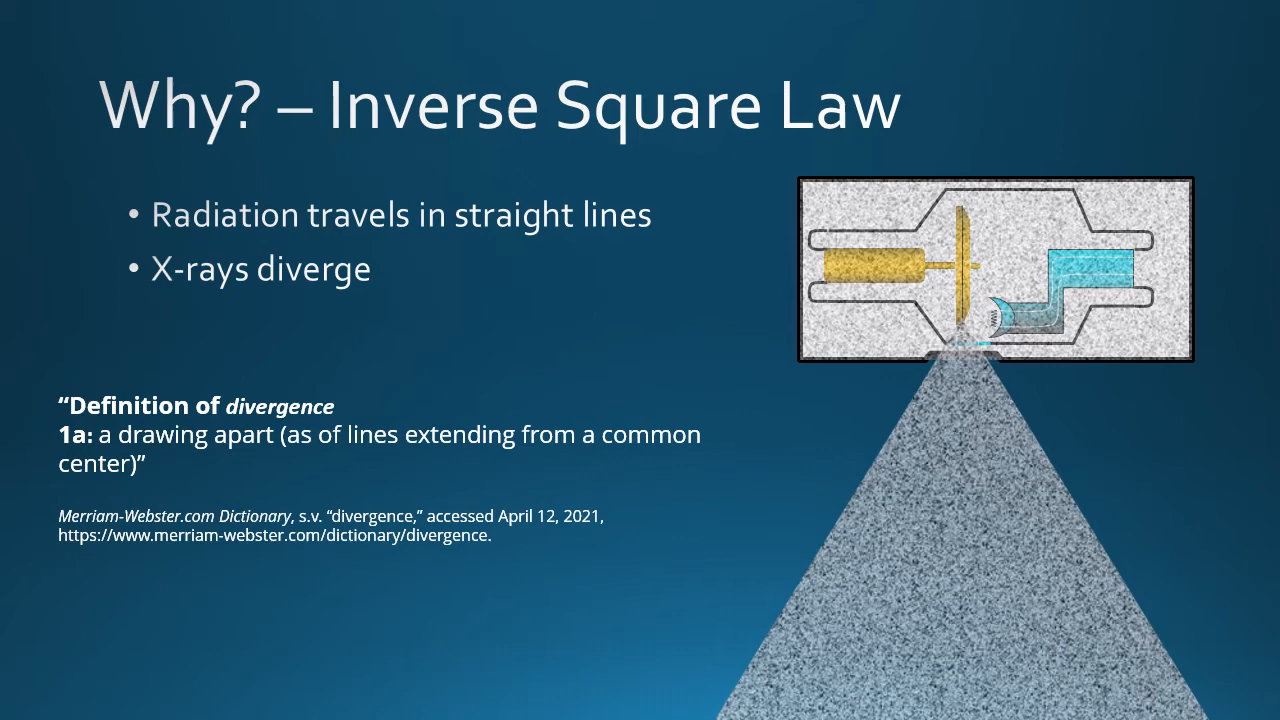 Why? – Inverse Square Law
• Radiation travels in straight lines
• X-rays diverge
“Definition of divergence
1a: a drawing apart (as of lines extending from a common
center)”
Merriam-Webster.com Dictionary, s.v. “divergence,” accessed April 12, 2021,
https://www.merriam-webster.com/dictionary/divergence.